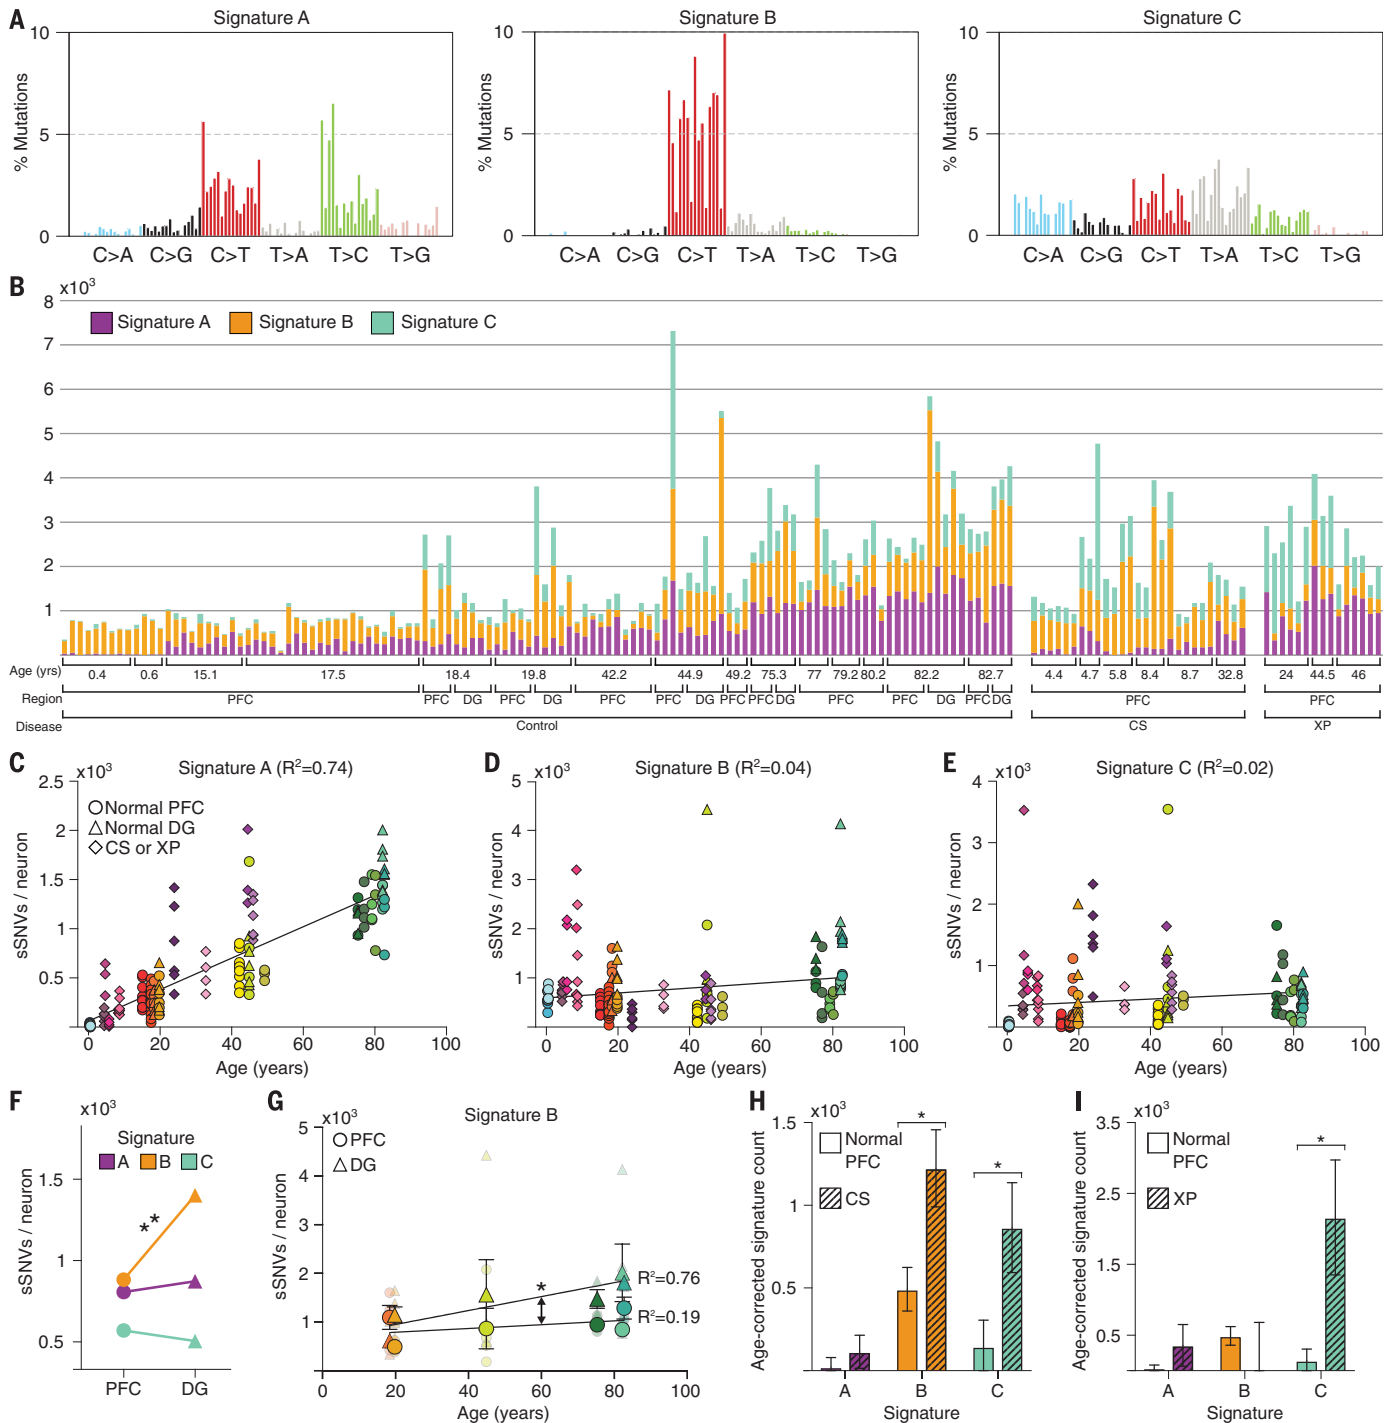 A
Signature A
Signature B
Signature C
10
5
0
% Mutations
C>A C>G C>T T>A T>C T>G
10
5
0
% Mutations
C>A C>G C>T T>A T>C T>G
10
5
0
% Mutations
C>A C>G C>T T>A T>C T>G
B
x10³
8
7
6
5
4
3
2
1
Signature A
Signature B
Signature C
Age (yrs) 0.4 0.6 15.1 17.5 18.4 19.8 42.2 44.9 49.2 75.3 77 79.2 80.2 82.2 82.7 4.4 4.7 5.8 8.4 8.7 32.8 24 44.5 46
Region PFC PFC DG PFC DG PFC PFC DG PFC PFC DG PFC PFC DG PFC DG PFC PFC
Disease Control CS XP
C
x10³
Signature A (R²=0.74)
2.5
2
1.5
1
0.5
sSNVs / neuron
Normal PFC
Normal DG
CS or XP
0 20 40 60 80 100
Age (years)
D
x10³
Signature B (R²=0.04)
5
4
3
2
1
sSNVs / neuron
0 20 40 60 80 100
Age (years)
E
x10³
Signature C (R²=0.02)
4
3
2
1
0
sSNVs / neuron
0 20 40 60 80 100
Age (years)
F
x10³
Signature
A B C
1.5
1
0.5
sSNVs / neuron
**
PFC DG
G
Signature B
x10³
5
4
3
2
1
0
sSNVs / neuron
PFC
DG
*
R²=0.76
R²=0.19
0 20 40 60 80 100
Age (years)
H
x10³
1.5
1
0.5
Age-corrected signature count
Normal
PFC
CS
*
*
A B C
Signature
I
x10³
3.5
2.5
1.5
0.5
Age-corrected signature count
Normal
PFC
XP
*
A B C
Signature